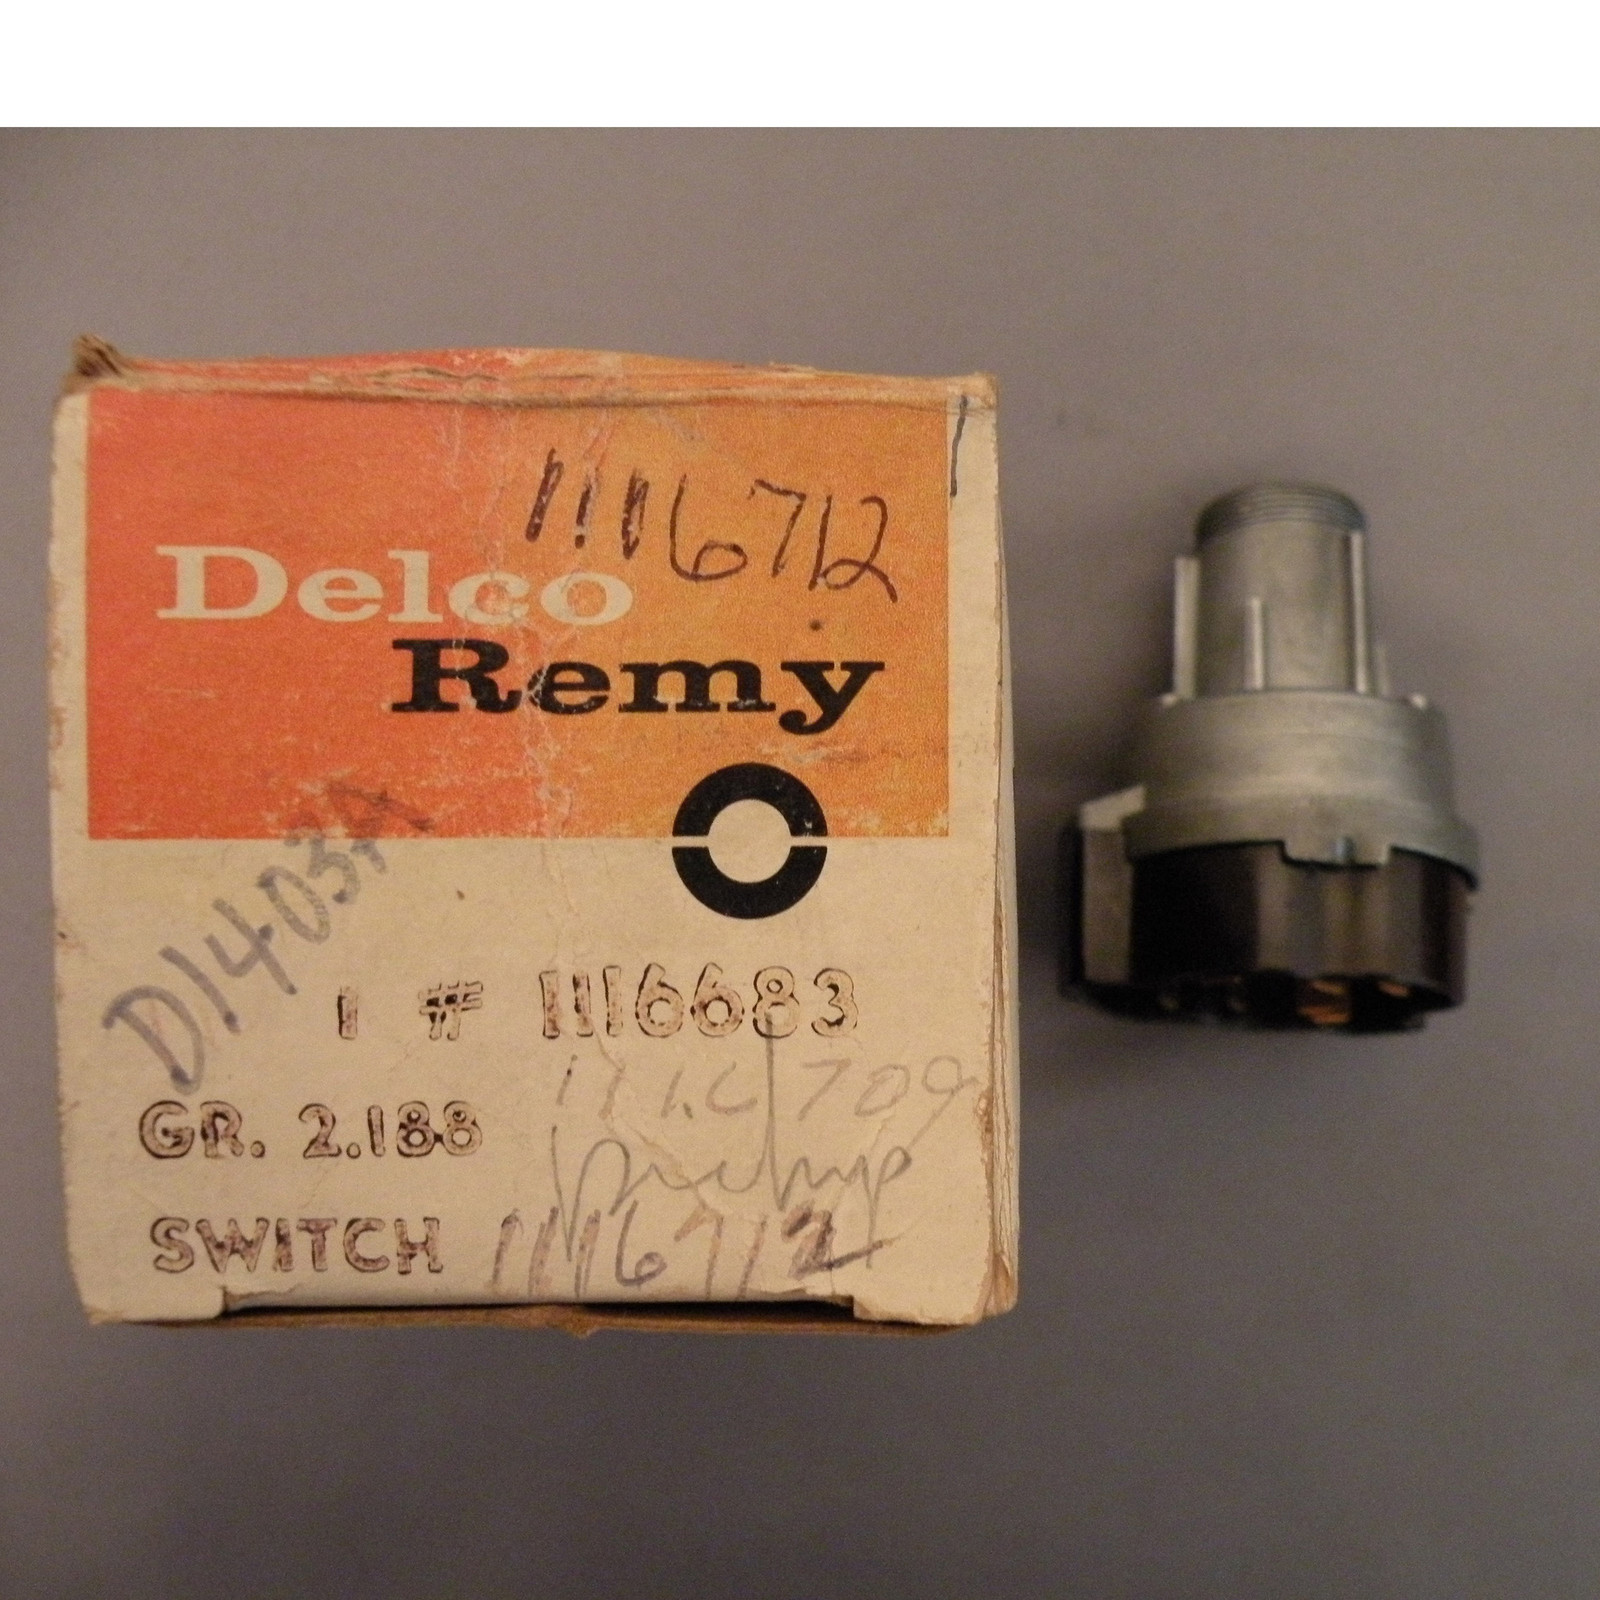 1116712
Delco
Remy
D1403A
1 # 1116683
GR. 2.188
SWITCH 1116712